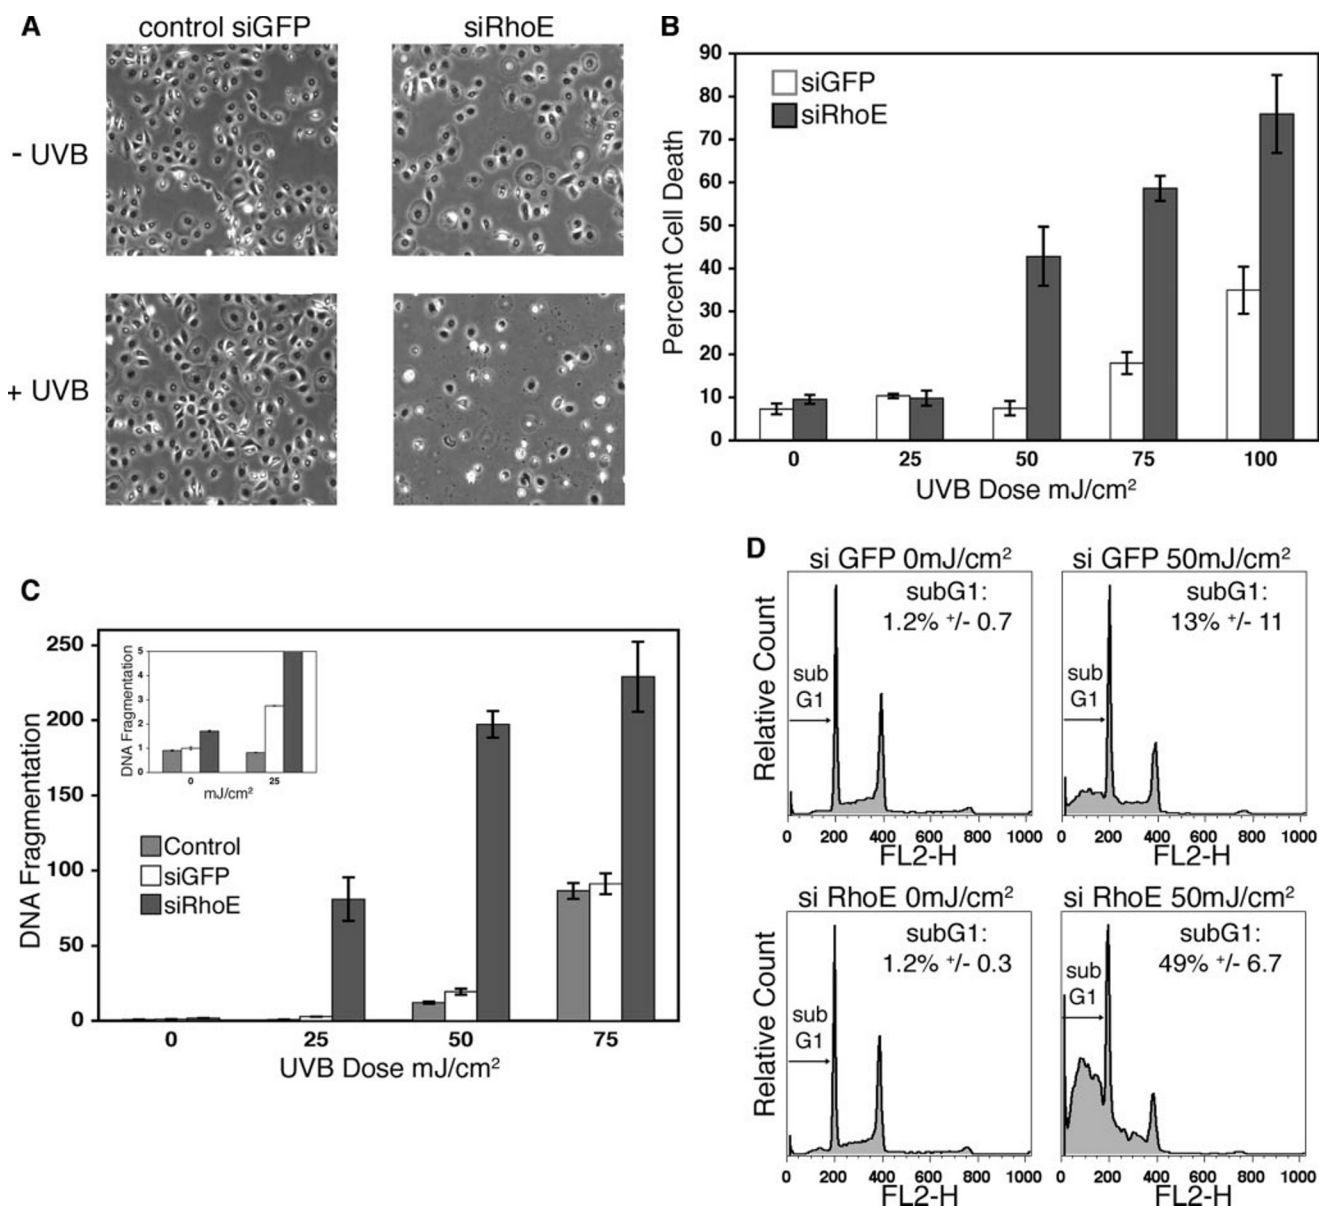 A
control siGFP
siRhoE
- UVB
+ UVB
B
90
80
70
60
50
40
30
20
10
0
Percent Cell Death
siGFP
siRhoE
0 25 50 75 100
UVB Dose mJ/cm²
C
250
200
150
100
50
0
DNA Fragmentation
5
4
3
2
1
0
DNA Fragmentation
0 25
mJ/cm²
Control
siGFP
siRhoE
0 25 50 75
UVB Dose mJ/cm²
D
si GFP 0mJ/cm²
subG1:
1.2% +/- 0.7
sub
G1
Relative Count
0 200 400 600 800 1000
FL2-H
si GFP 50mJ/cm²
subG1:
13% +/- 11
sub
G1
0 200 400 600 800 1000
FL2-H
si RhoE 0mJ/cm²
subG1:
1.2% +/- 0.3
sub
G1
Relative Count
0 200 400 600 800 1000
FL2-H
si RhoE 50mJ/cm²
subG1:
49% +/- 6.7
sub
G1
0 200 400 600 800 1000
FL2-H